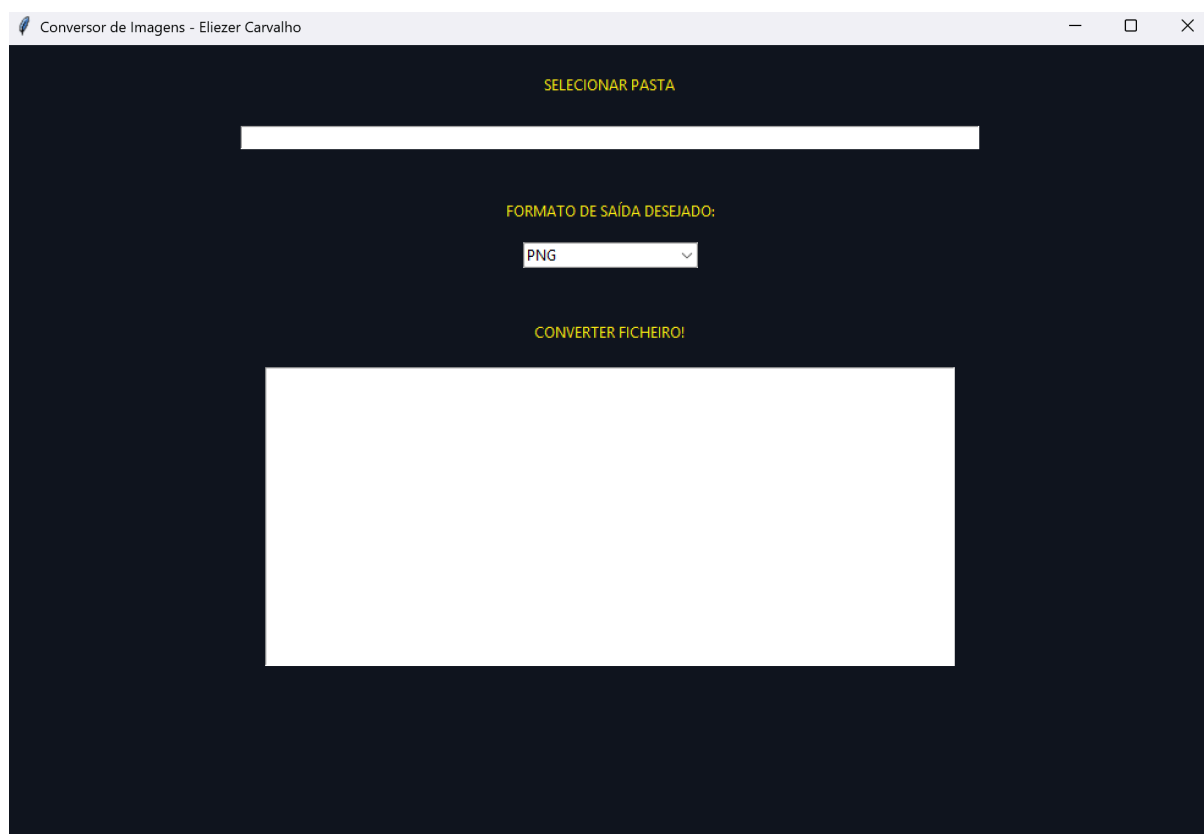 Conversor de Imagens - Eliezer Carvalho
SELECIONAR PASTA
FORMATO DE SAÍDA DESEJADO:
PNG
CONVERTER FICHEIRO!